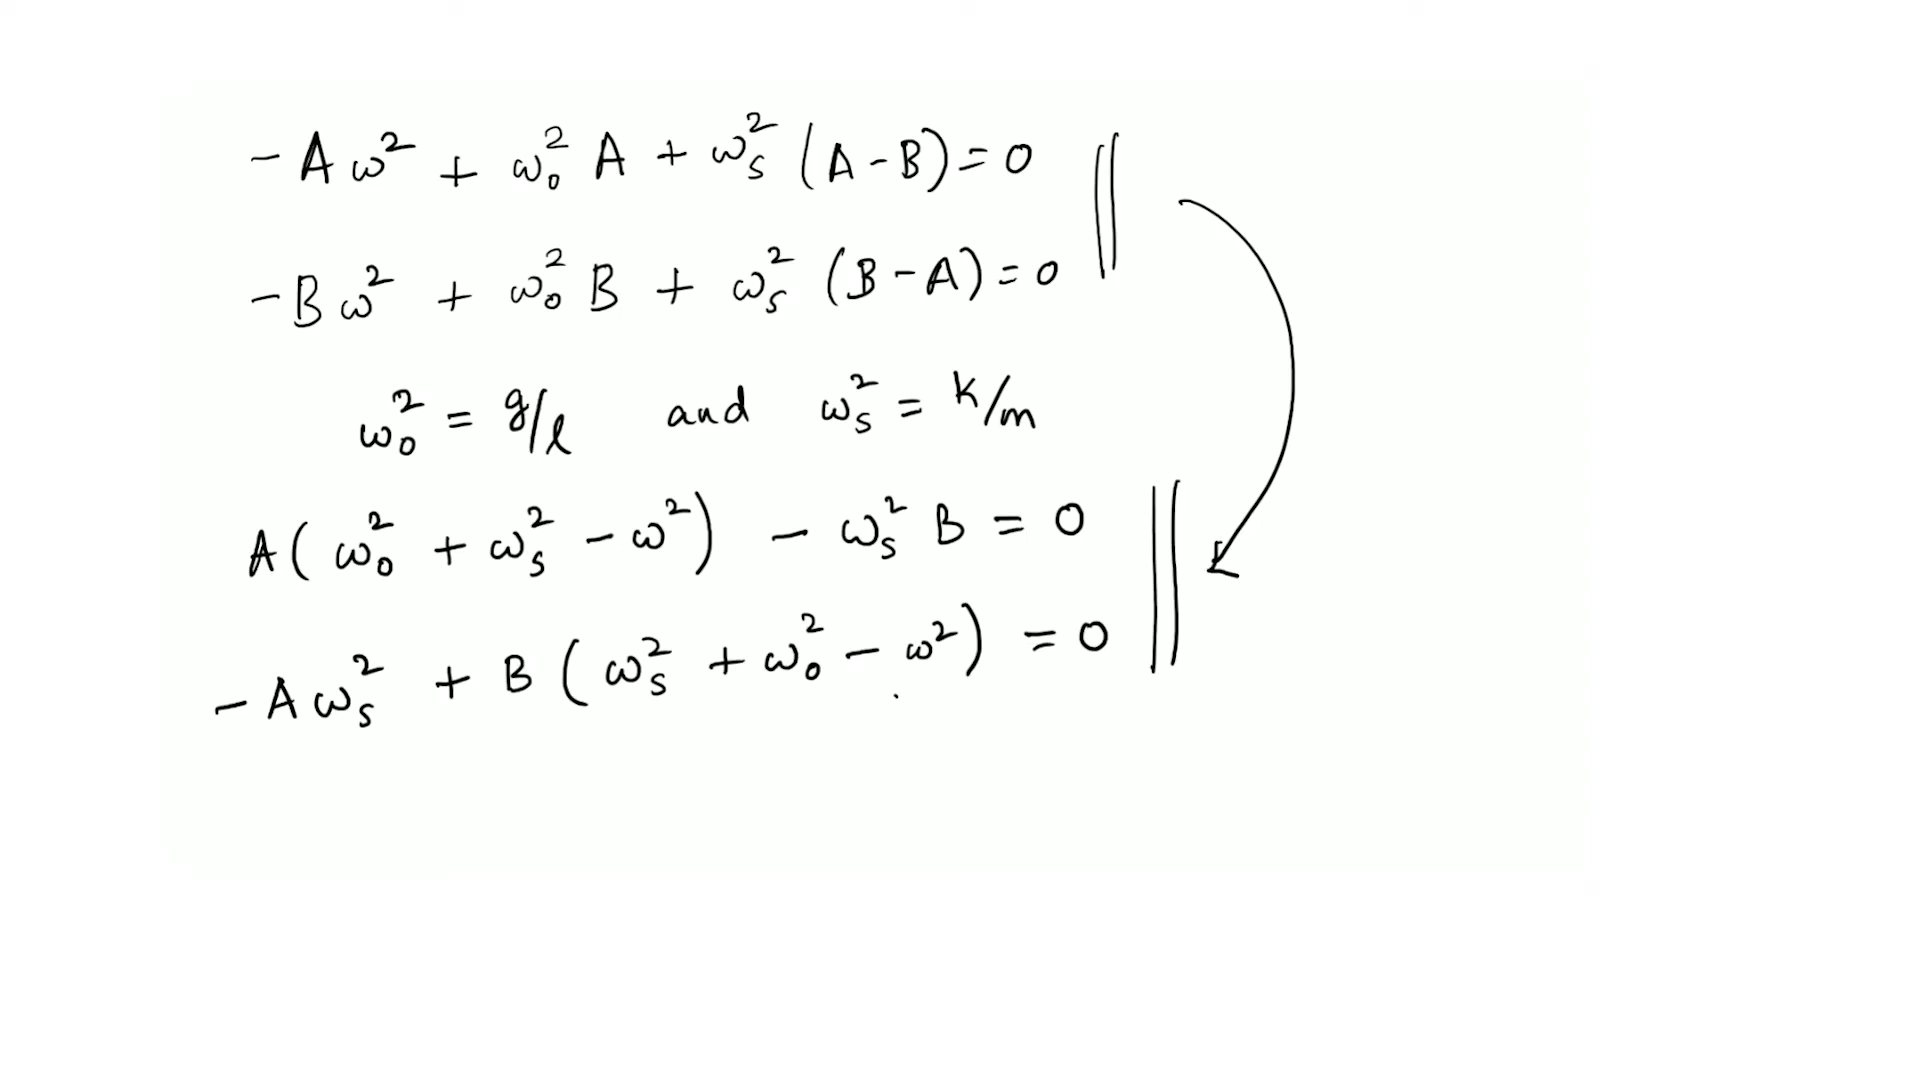 -Aω² + ω₀² A + ωₛ² (A-B) = 0
-Bω² + ω₀² B + ωₛ² (B-A) = 0
ω₀² = g/l and ωₛ² = k/m
A(ω₀² + ωₛ² - ω²) - ωₛ² B = 0
-Aωₛ² + B(ωₛ² + ω₀² - ω²) = 0